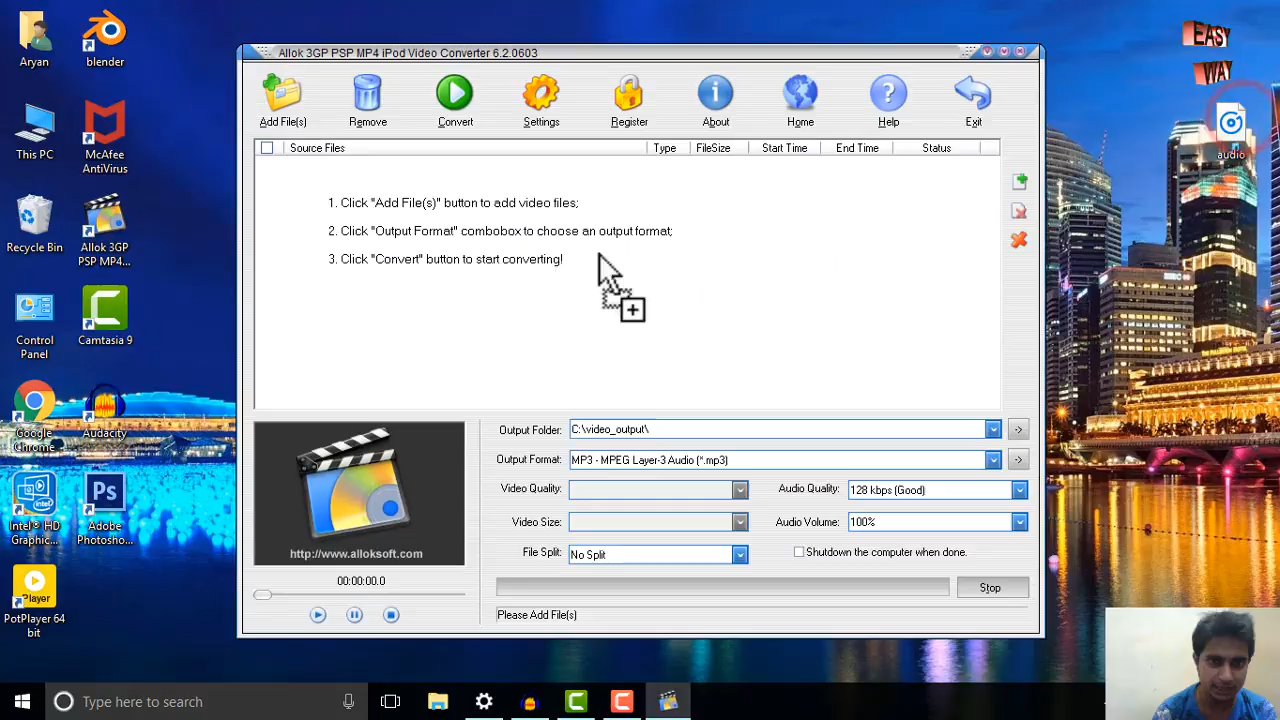 Aryan
blender
This PC
McAfee
AntiVirus
Recycle Bin
Allok 3GP
PSP MP4...
Control
Panel
Camtasia 9
Google
Chrome
Audacity
Intel® HD
Graphic...
Ps
Adobe
Photosho...
Player
PotPlayer 64
bit
EASY
WAY
audio
Allok 3GP PSP MP4 iPod Video Converter 6.2.0603
Add File(s)
Remove
Convert
Settings
Register
About
Home
Help
Exit
Source Files
Type
FileSize
Start Time
End Time
Status
1. Click "Add File(s)" button to add video files;
2. Click "Output Format" combobox to choose an output format;
3. Click "Convert" button to start converting!
http://www.alloksoft.com
00:00:00.0
Output Folder:
C:\video_output\
Output Format:
MP3 - MPEG Layer-3 Audio (*.mp3)
Video Quality:
Audio Quality:
128 kbps (Good)
Video Size:
Audio Volume:
100%
File Split:
No Split
Shutdown the computer when done.
Stop
Please Add File(s)
Type here to search